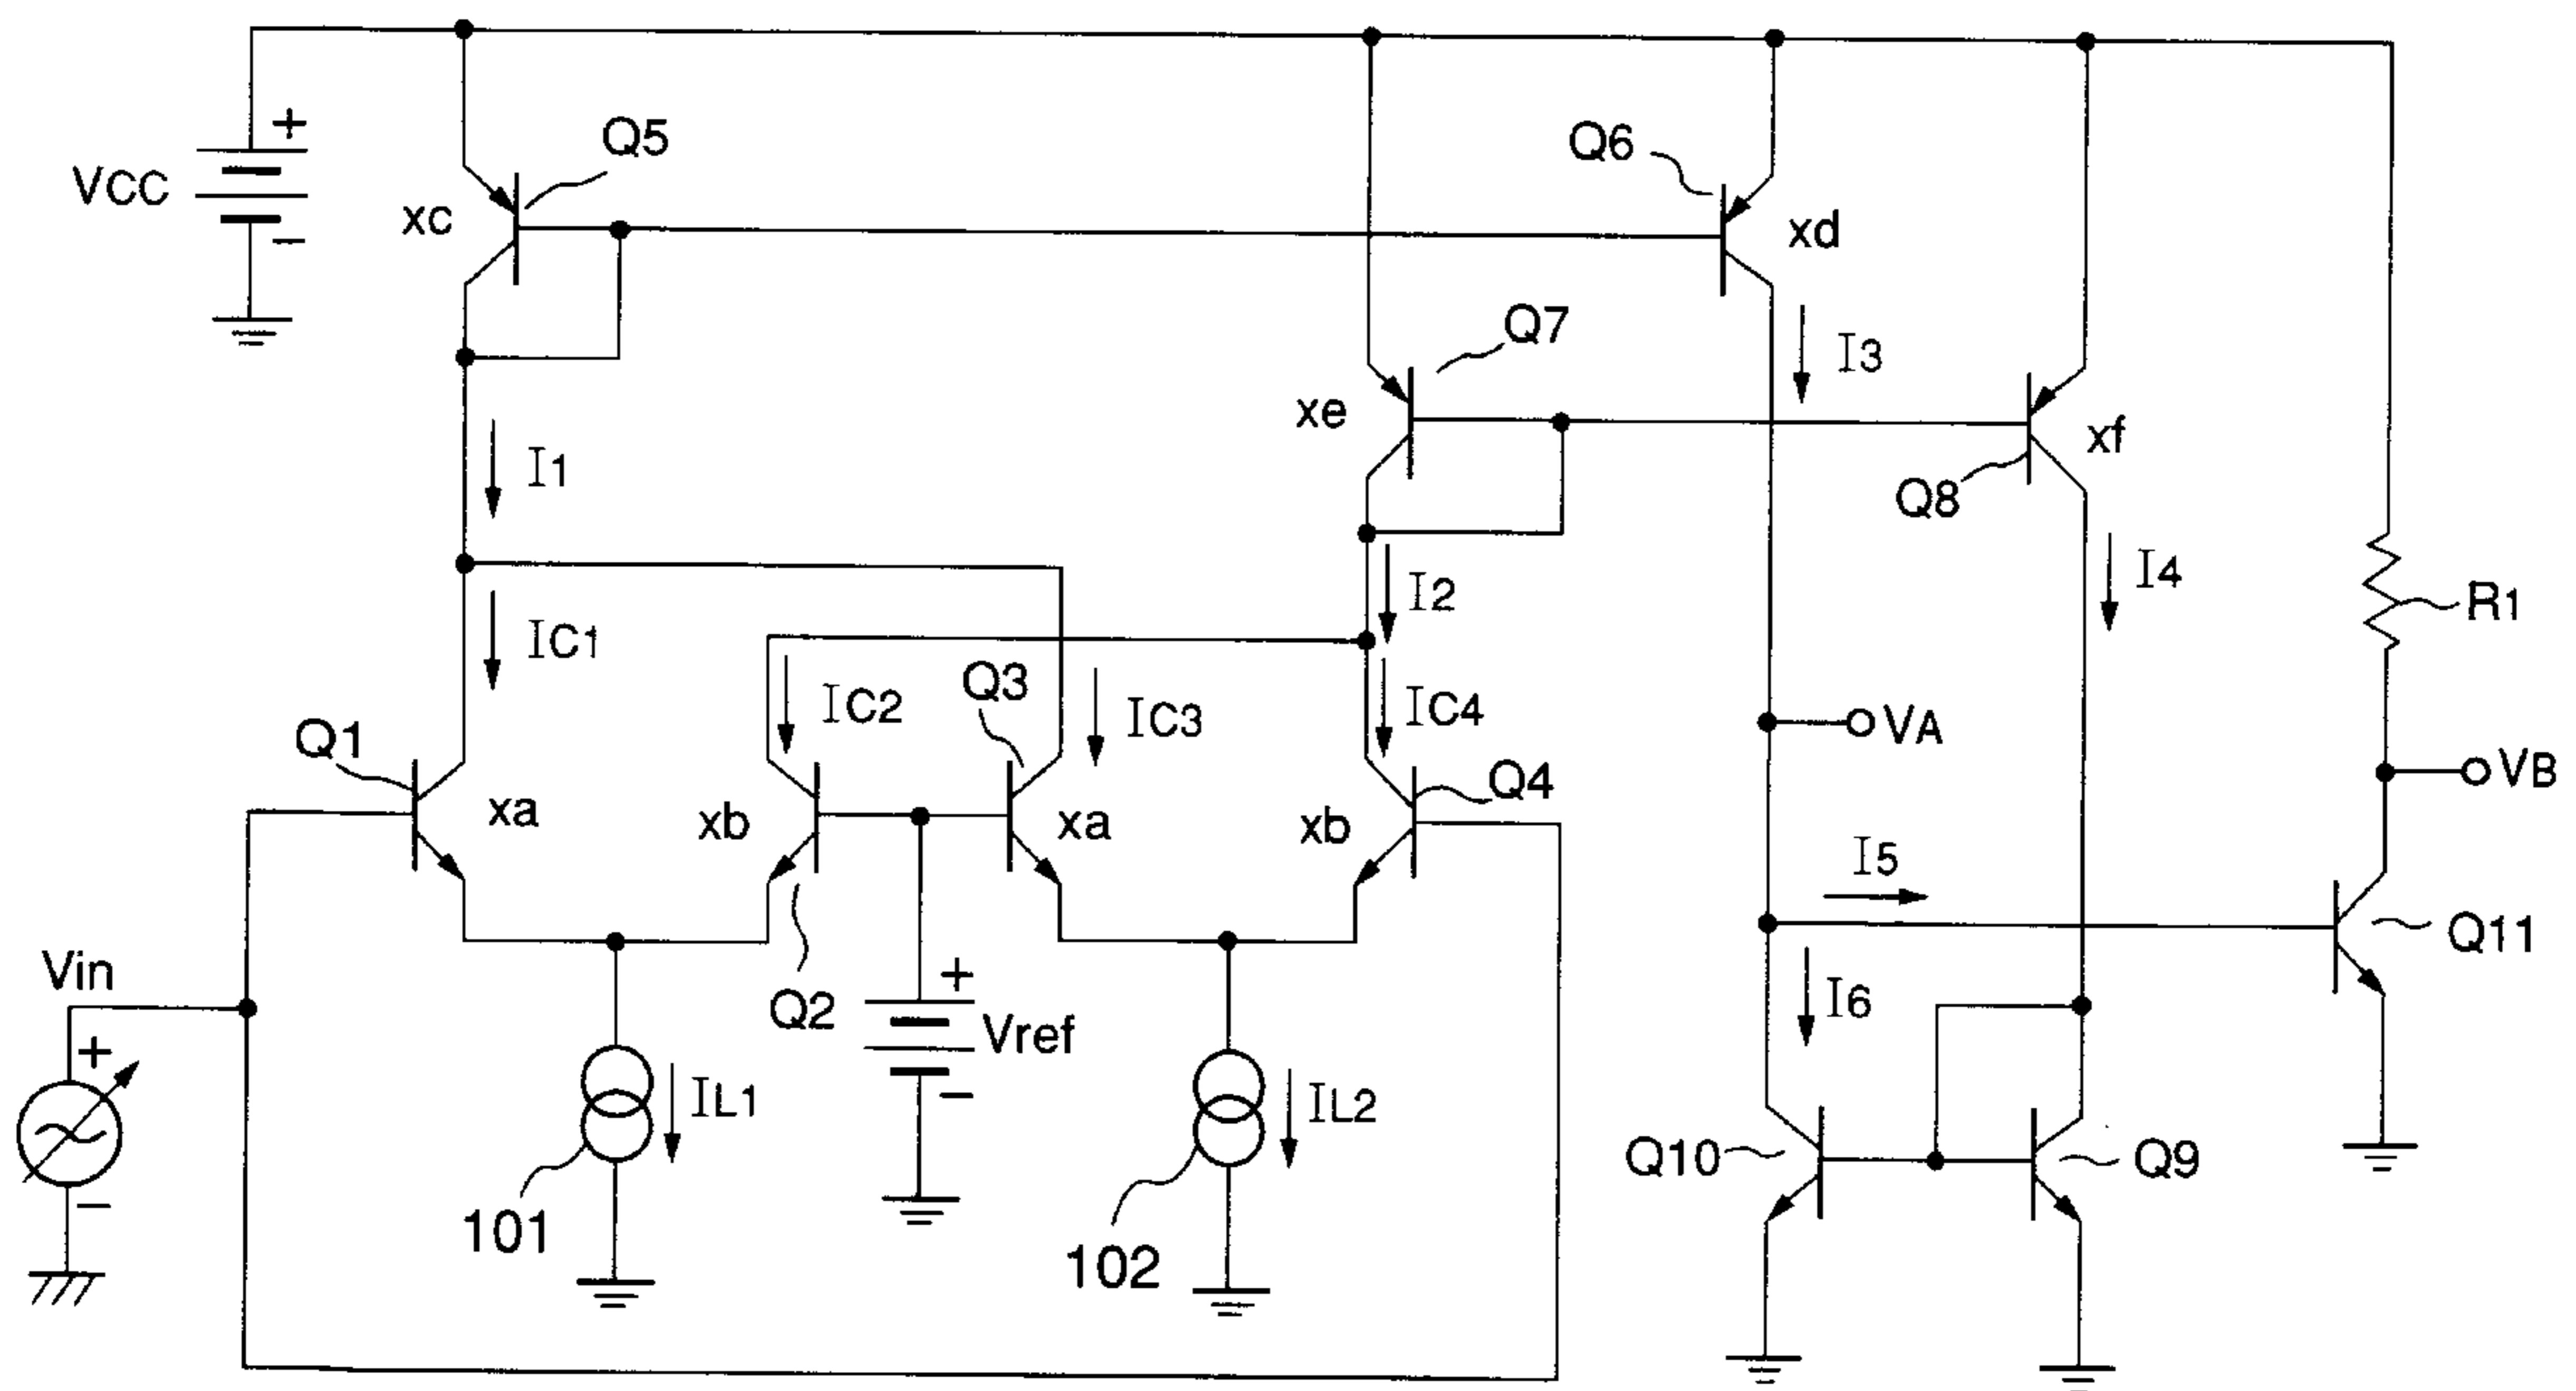 +
Q5
Q6
VCC
xc
xd
−
Q7
I3
xe
xf
I1
Q8
I2
I4
R1
IC1
Q3
IC2
IC3
IC4
VA
Q1
Q4
VB
xa
xb
xa
xb
I5
Q11
Vin
+
I6
Q2
Vref
+
−
IL1
IL2
Q10
Q9
−
101
102